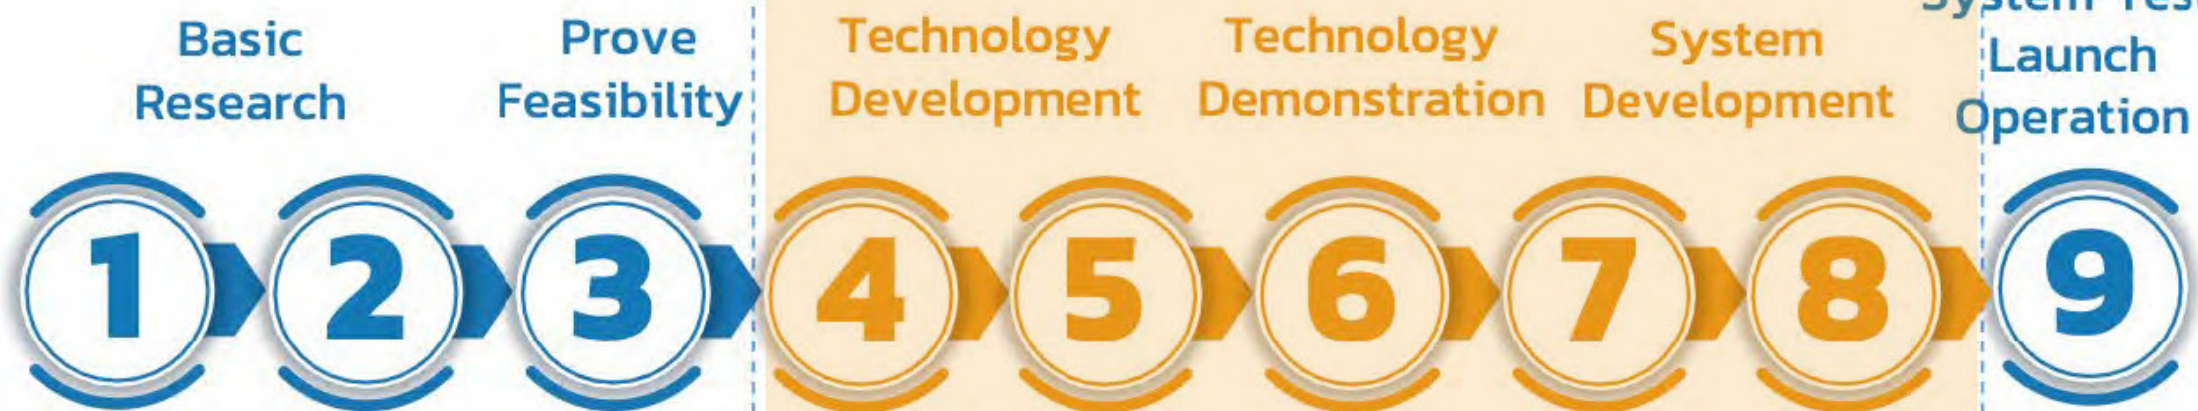 Basic
Research
Prove
Feasibility
Technology
Development
Technology
Demonstration
System
Development
System
Launch
Operation
1 2 3 4 5 6 7 8 9